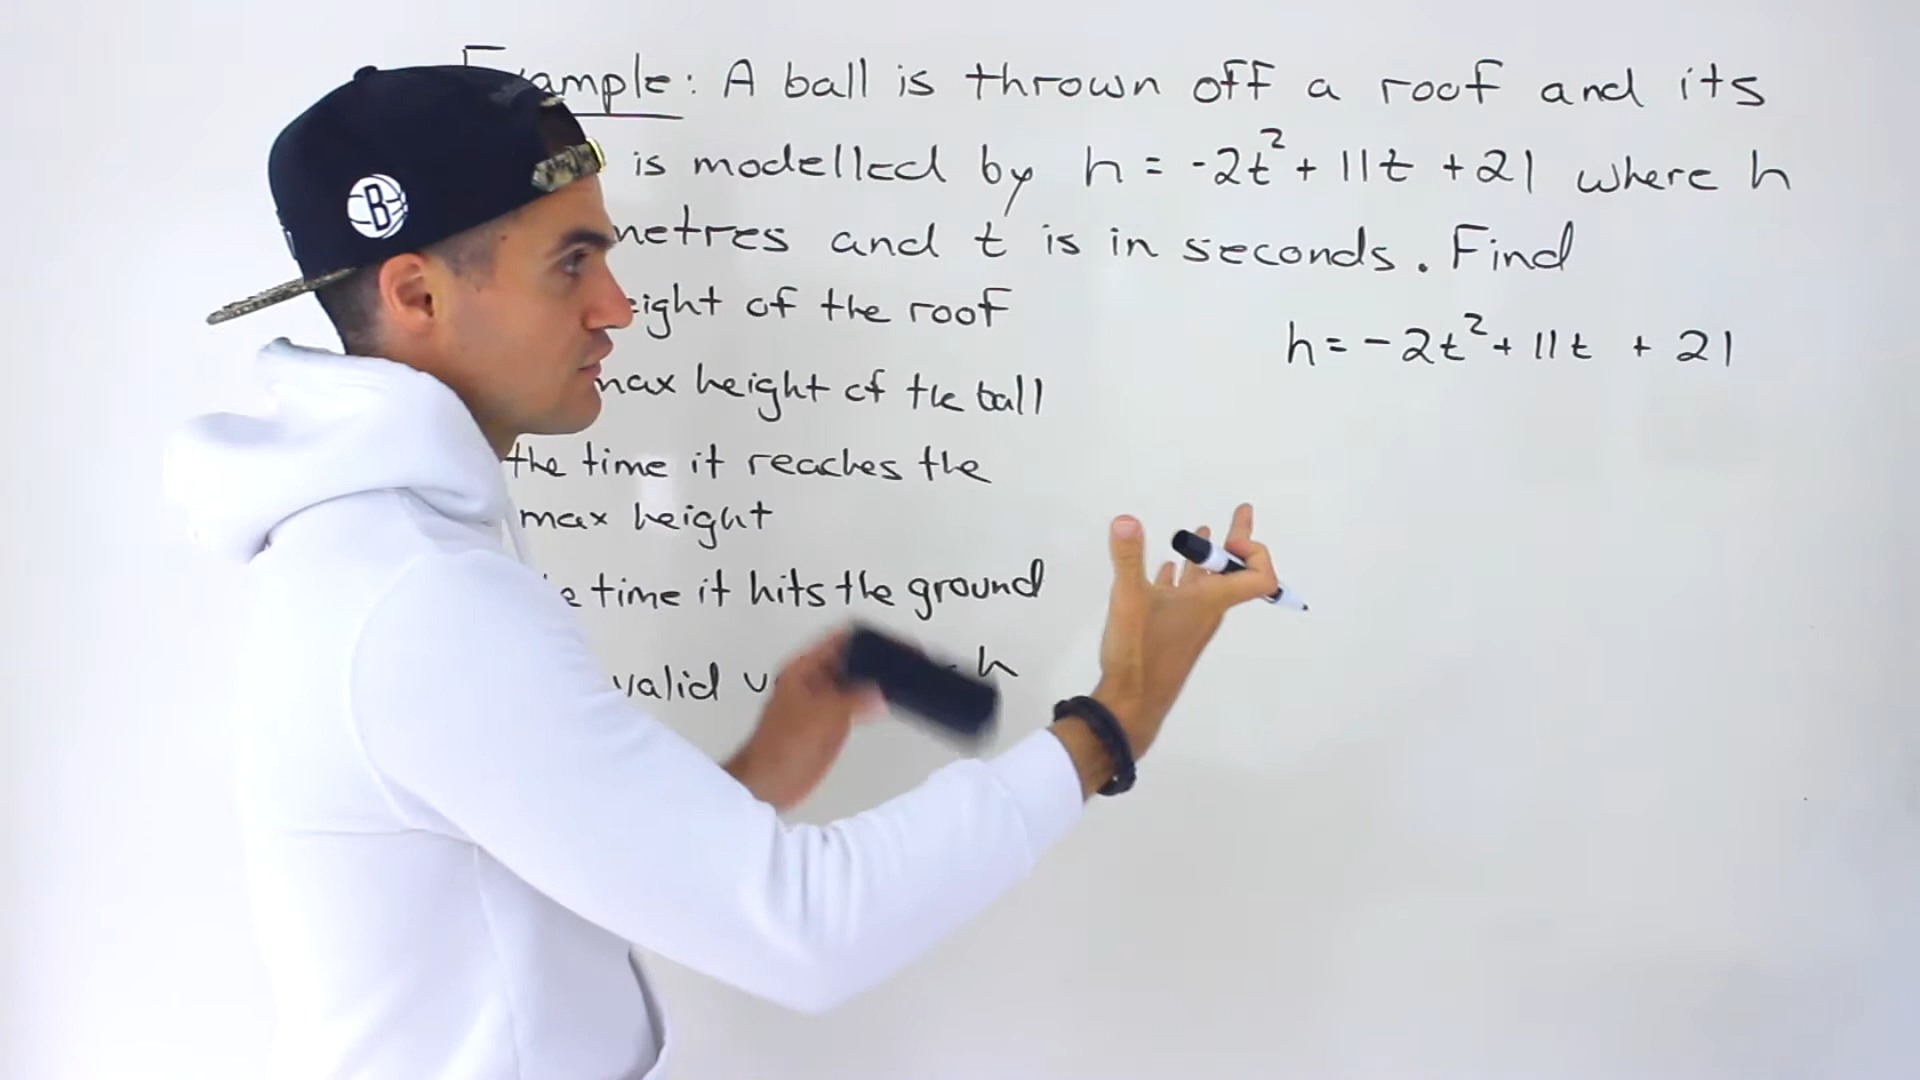 Example: A ball is thrown off a roof and its
is modelled by h = -2t² + 11t + 21 where h
metres and t is in seconds. Find
eight of the roof
h = -2t² + 11t + 21
max height of the ball
the time it reaches the
max height
e time it hits the ground
valid h
B